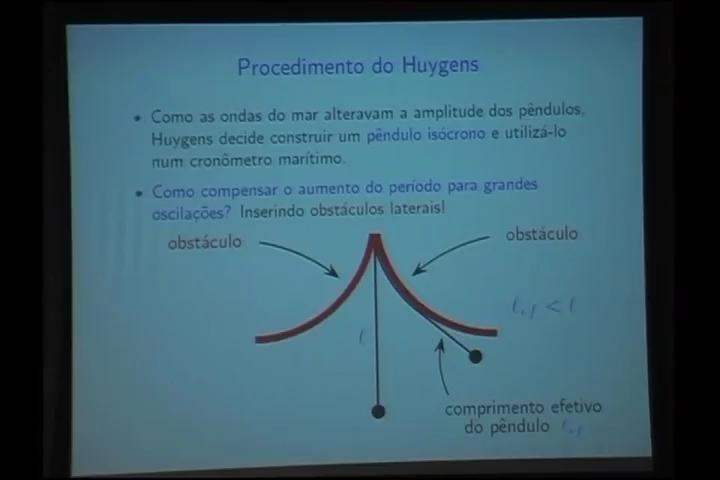 Procedimento do Huygens
• Como as ondas do mar alteravam a amplitude dos pêndulos,
Huygens decide construir um pêndulo isócrono e utilizá-lo
num cronômetro marítimo.
• Como compensar o aumento do período para grandes
oscilações? Inserindo obstáculos laterais!
obstáculo
obstáculo
ℓef < ℓ
ℓ
comprimento efetivo
do pêndulo ℓef